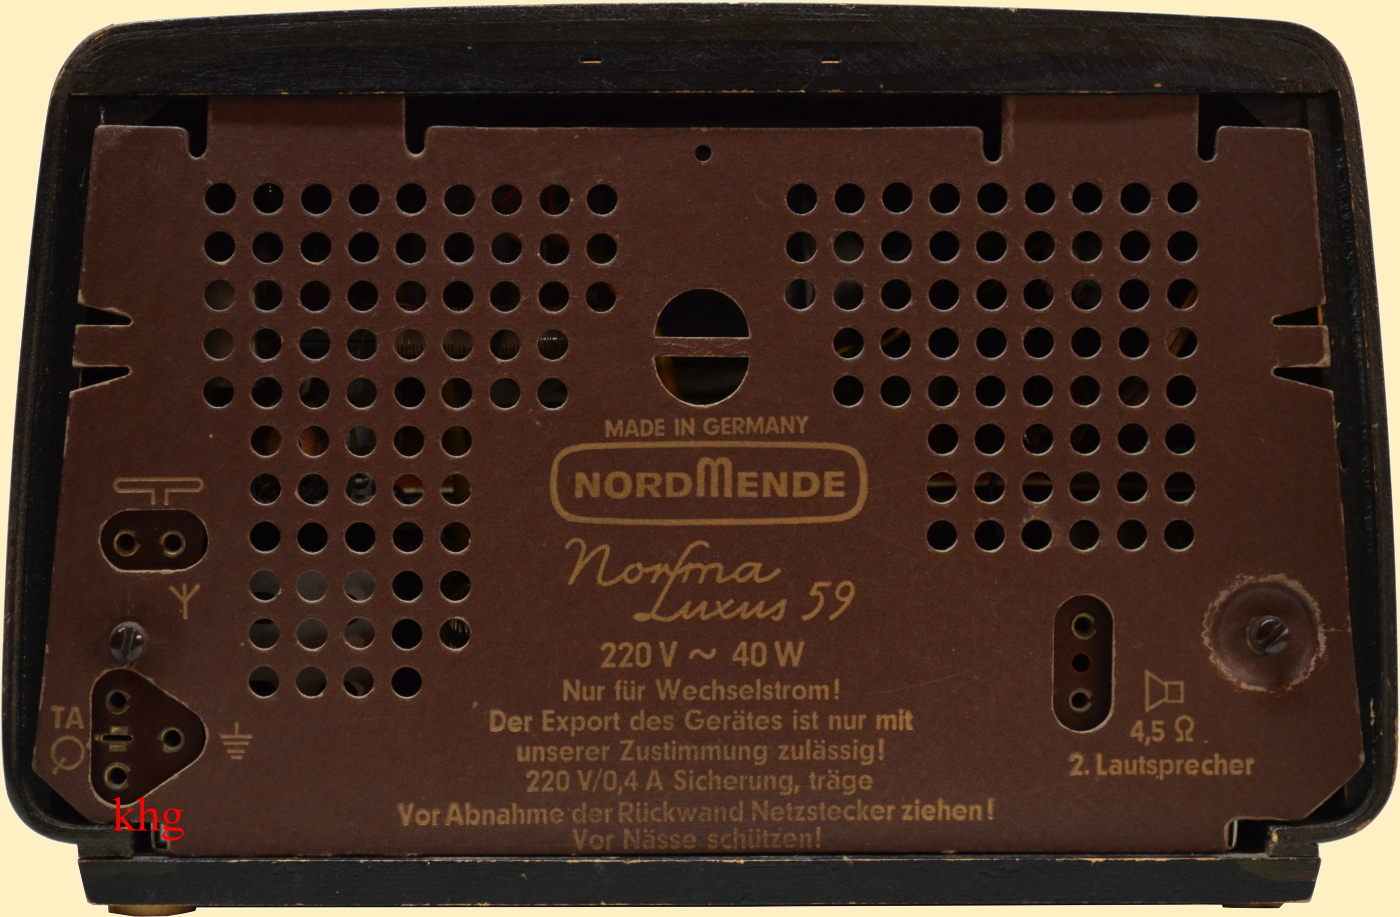 MADE IN GERMANY
NORDMENDE
Norma
Luxus 59
220 V ~ 40 W
Nur für Wechselstrom!
Der Export des Gerätes ist nur mit
unserer Zustimmung zulässig!
220 V/0,4 A Sicherung, träge
Vor Abnahme der Rückwand Netzstecker ziehen!
Vor Nässe schützen!
TA
4,5 Ω
2. Lautsprecher
khg